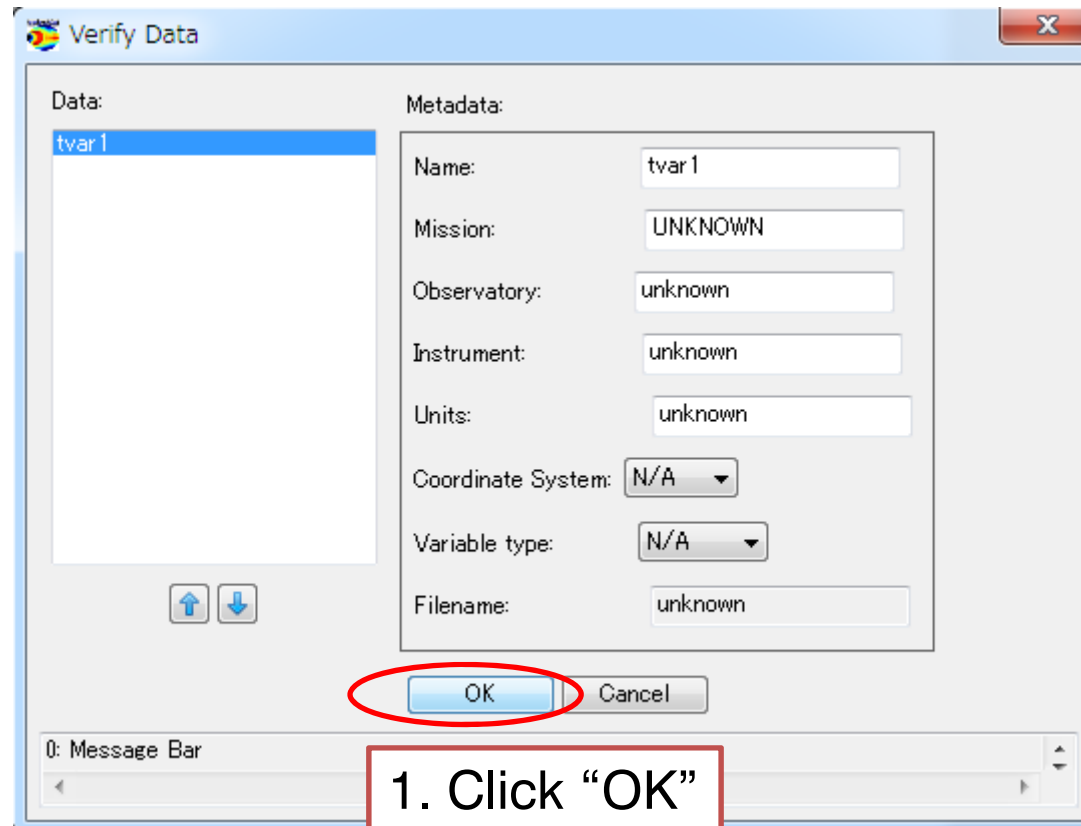 Verify Data
Data:
tvar1
Metadata:
Name: tvar1
Mission: UNKNOWN
Observatory: unknown
Instrument: unknown
Units: unknown
Coordinate System: N/A
Variable type: N/A
Filename: unknown
OK Cancel
0: Message Bar
1. Click “OK”